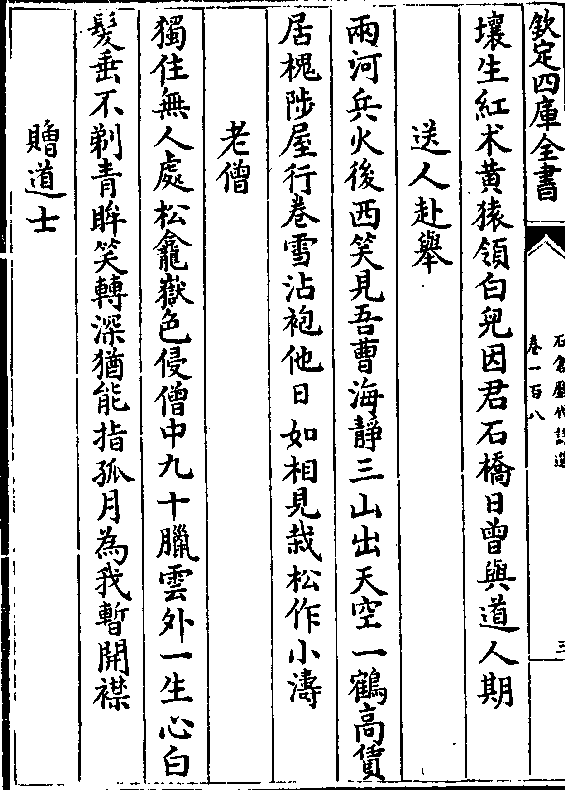 欽定四庫全書
石倉歷代詩選
卷一百八
三
壤生紅朮黃猿領白兒因君石橋日曾與道人期
送人赴舉
兩河兵火後西笑見吾曹海靜三山出天空一鶴高賃
居槐陟屋行卷雪沾袍他日如相見栽松作小濤
老僧
獨住無人處松龕嶽色侵僧中九十臘雲外一生心白
髮垂不剃青眸笑轉深猶能指孤月為我暫開襟
贈道士